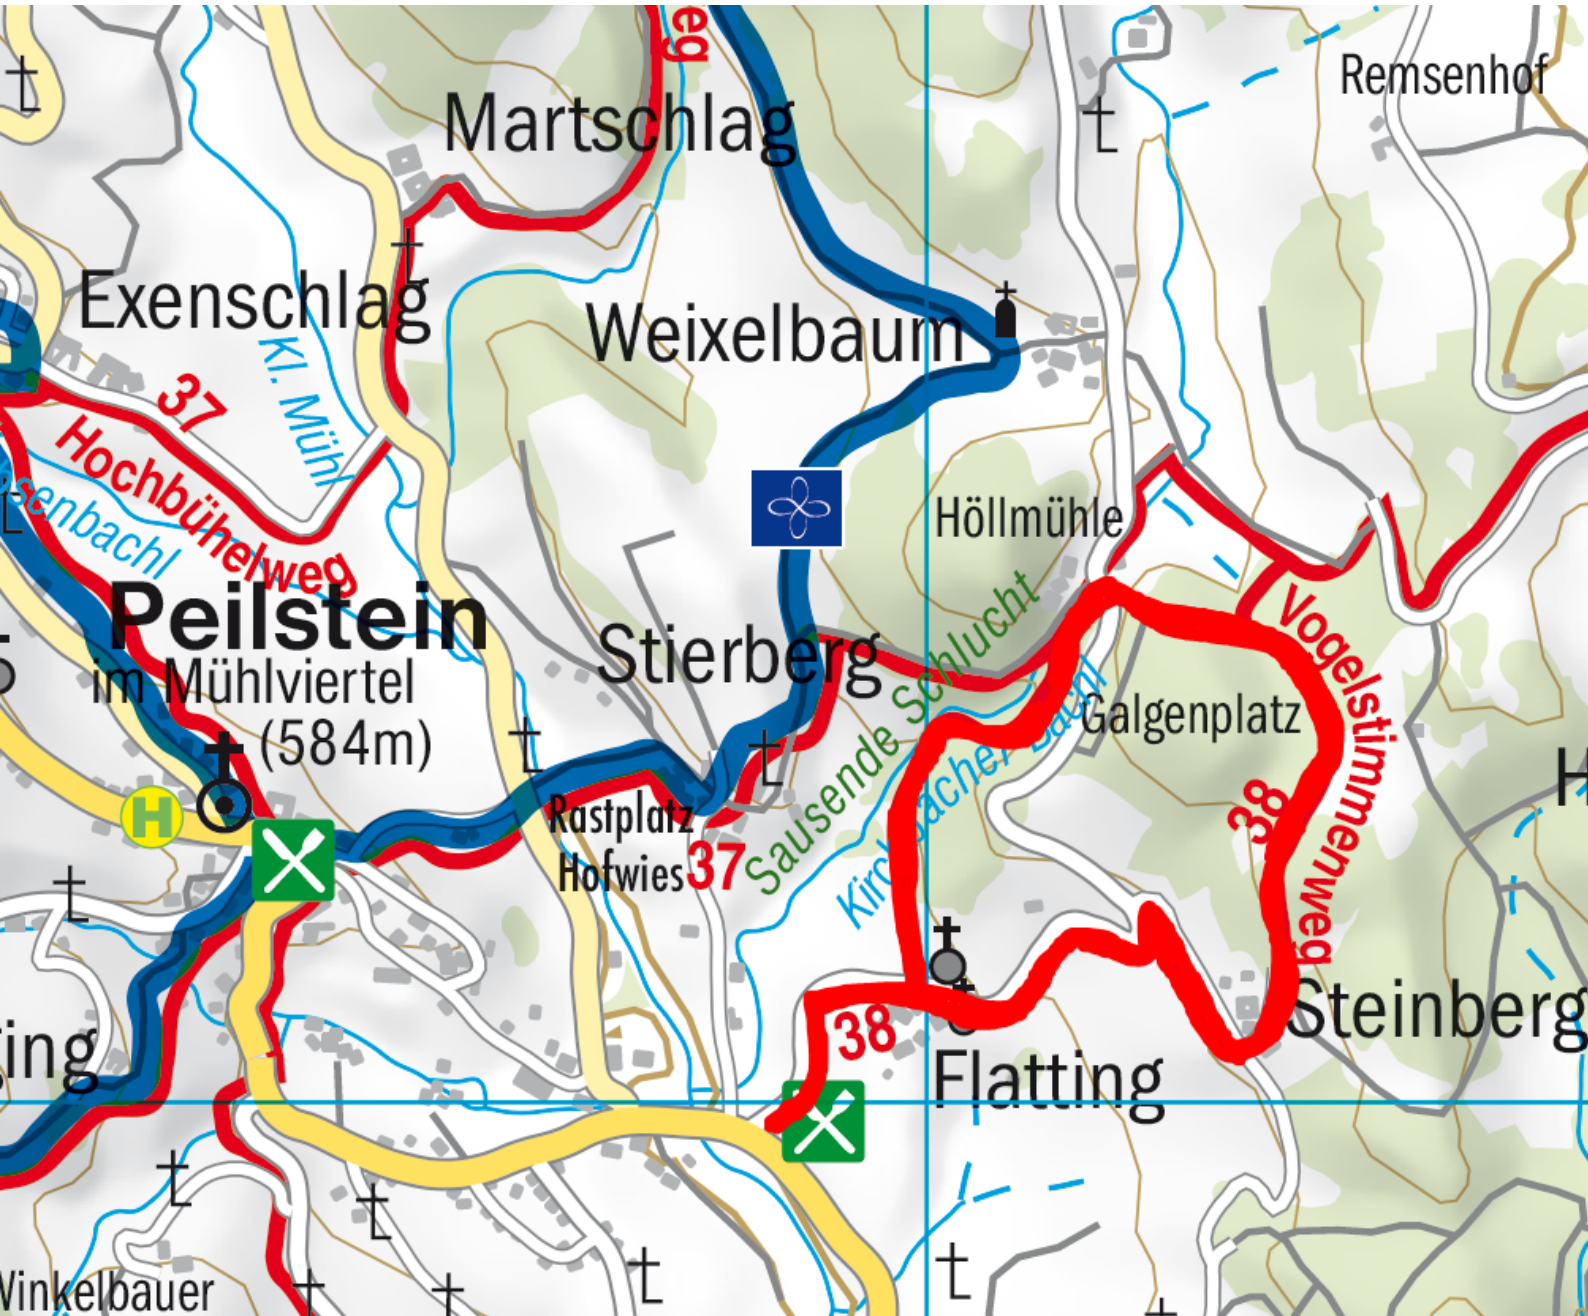 eg
Remsenhof
Martschlag
Exenschlag
Weixelbaum
Kl. Mühl
37
Hochbühelweg
senbachl
Höllmühle
Peilstein
im Mühlviertel
(584m)
Stierberg
Sausende Schlucht
Vogelstimmenweg
Galgenplatz
Kirchbacher Bachl
38
H
H
Rastplatz
Hofwies
37
38
Steinberg
ing
Flatting
Winkelbauer